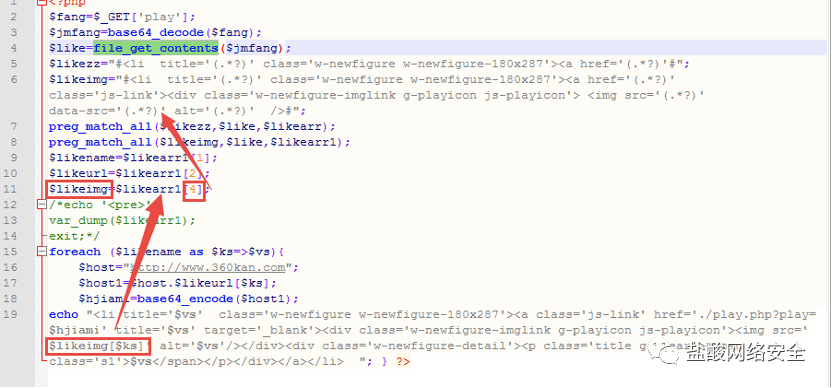 1 <?php
2 $fang=$_GET['play'];
3 $jmfang=base64_decode($fang);
4 $like=file_get_contents($jmfang);
5 $likezz="#<li  title='(.*?)' class='w-newfigure w-newfigure-180x287'><a href='(.*?)'#";
6 $likeimg="#<li  title='(.*?)' class='w-newfigure w-newfigure-180x287'><a href='(.*?)'
class='js-link'><div class='w-newfigure-imglink g-playicon js-playicon'> <img src='(.*?)'
data-src='(.*?)' alt='(.*?)'  />#";
7 preg_match_all($likezz,$like,$likearr);
8 preg_match_all($likeimg,$like,$likearr1);
9 $likename=$likearr1[1];
10 $likeurl=$likearr1[2];
11 $likeimg=$likearr1[4];
12 /*echo '<pre>'
13 var_dump($likearr1);
14 exit;*/
15 foreach ($likename as $ks=>$vs){
16 $host="http://www.360kan.com";
17 $host1=$host.$likeurl[$ks];
18 $hjiami=base64_encode($host1);
19 echo "<li title='$vs'  class='w-newfigure w-newfigure-180x287'><a class='js-link' href='./play.php?play=
$hjiami' title='$vs' target='_blank'><div class='w-newfigure-imglink g-playicon js-playicon'><img src='
$likeimg[$ks]' alt='$vs'/></div><div class='w-newfigure-detail'><p class='title g-clear'>
class='s1'>$vs</span></p></div></a></li>  "; } ?>
盐酸网络安全